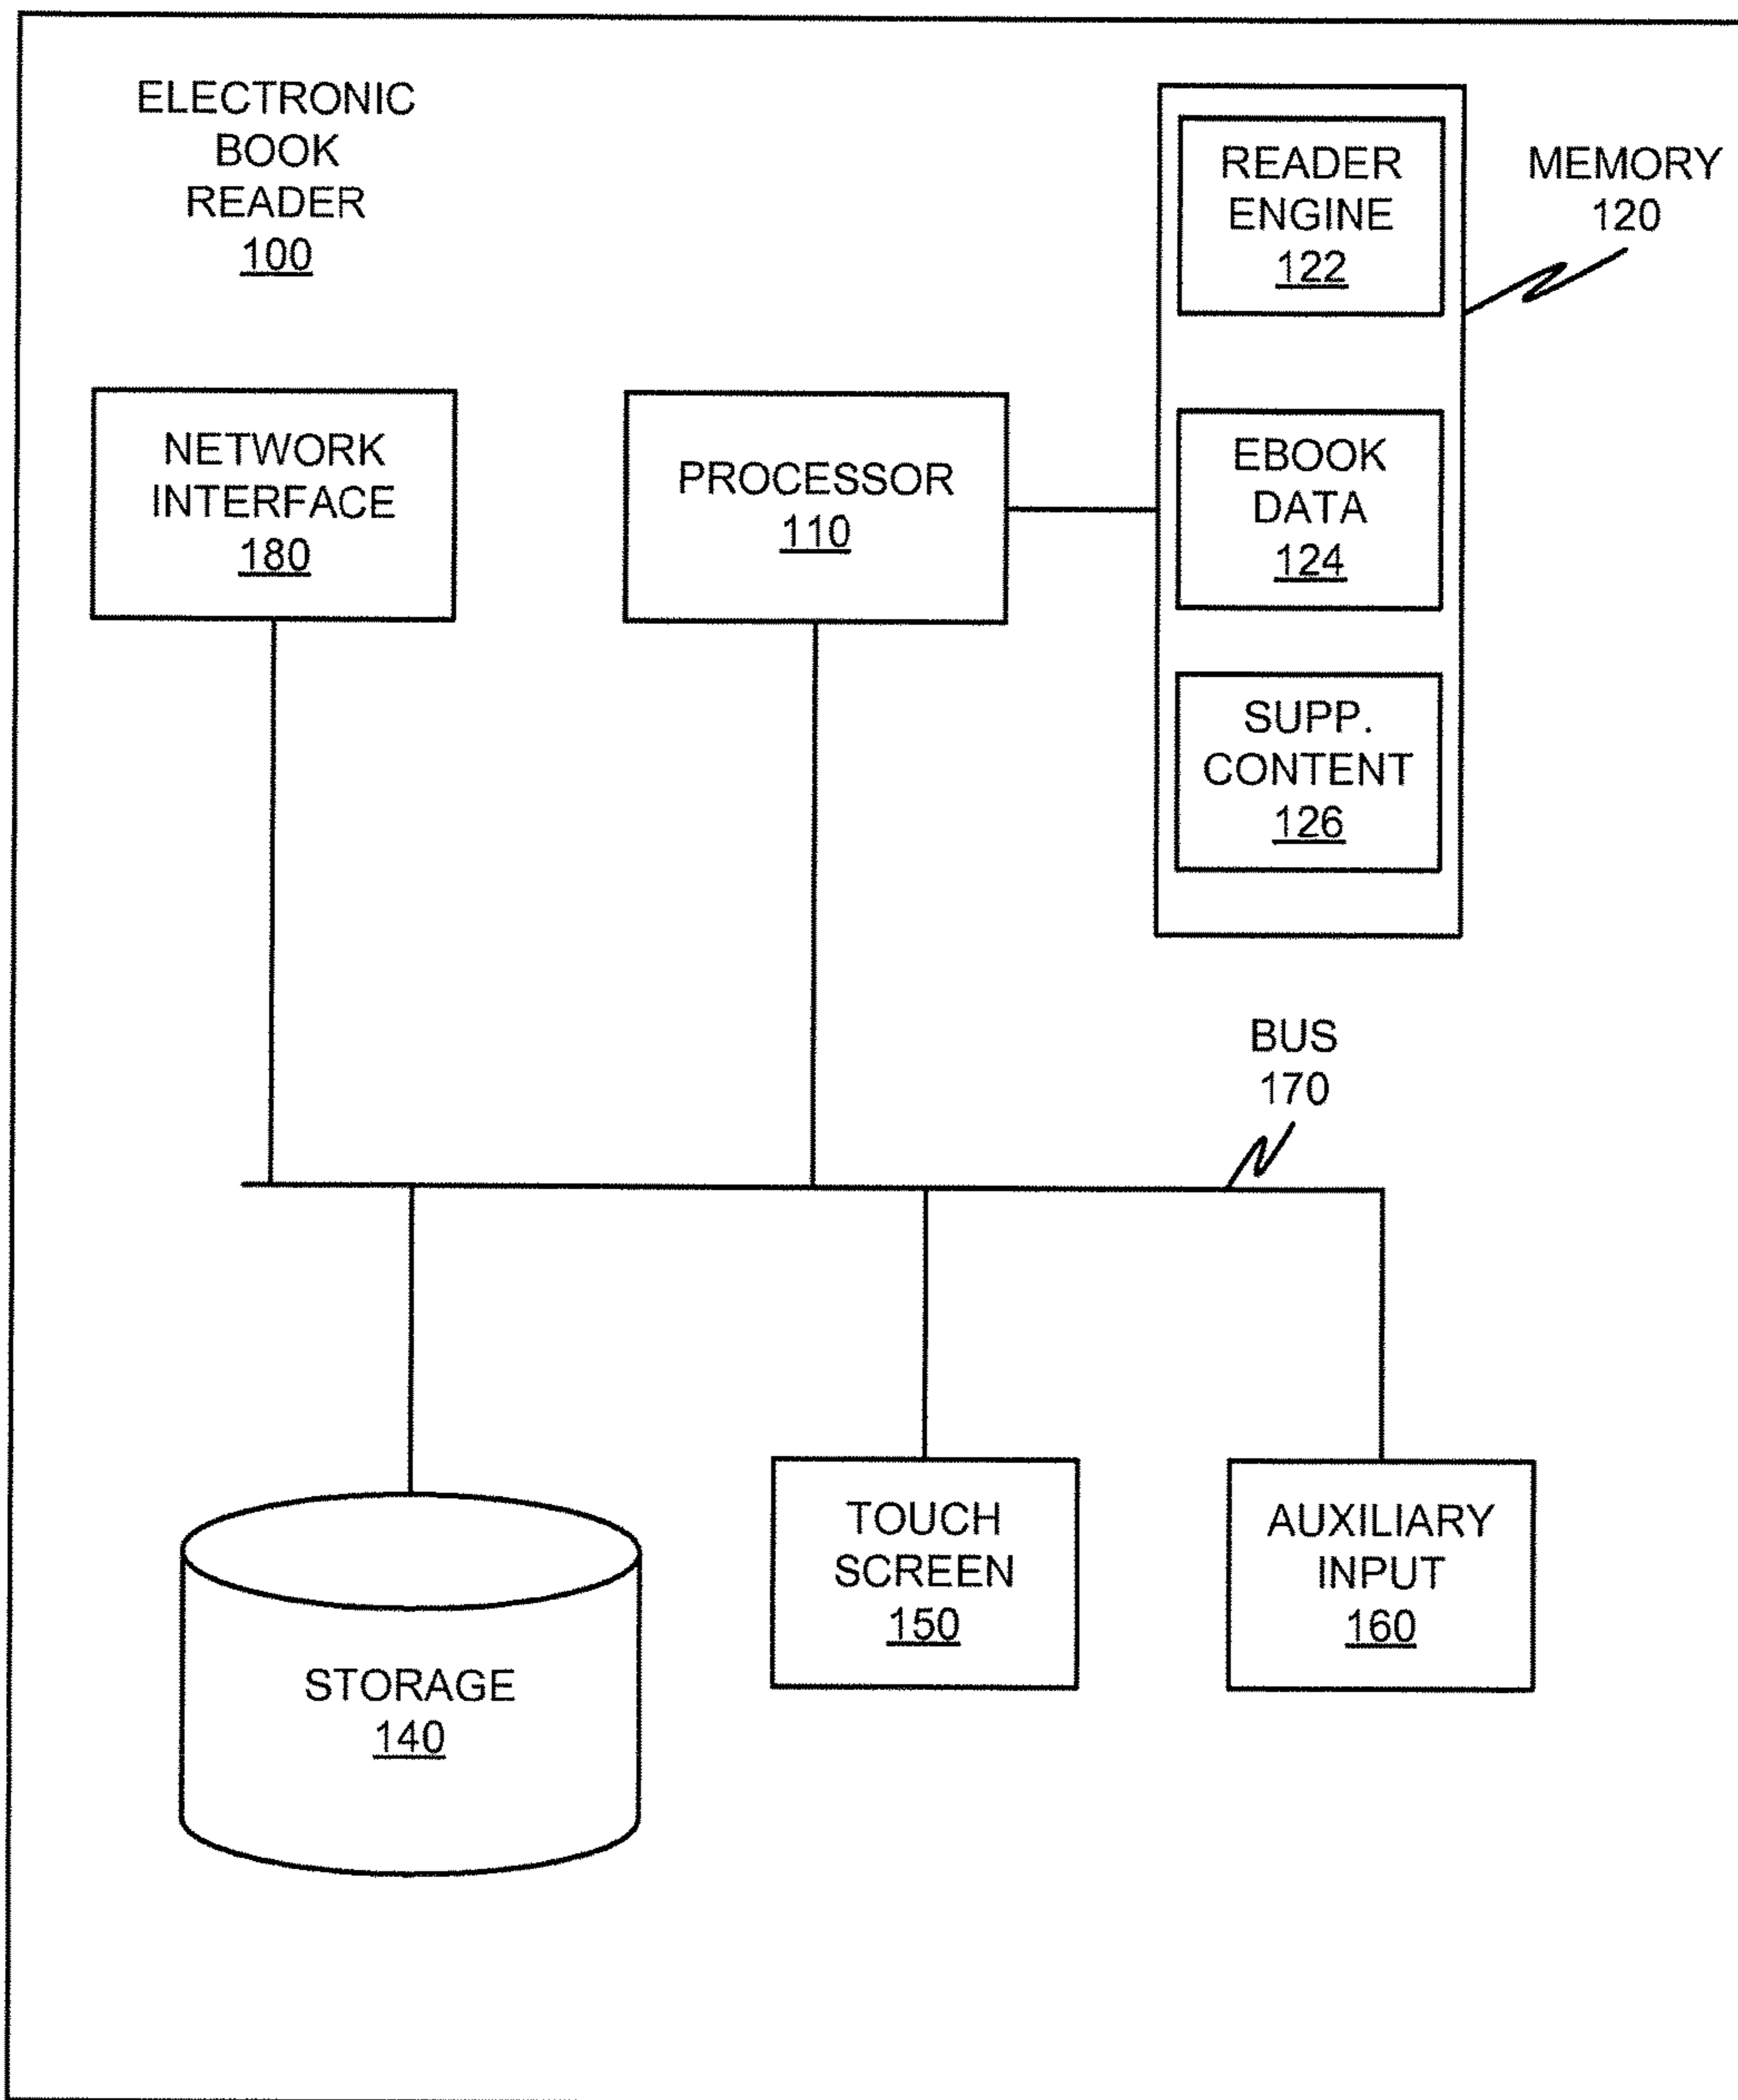 ELECTRONIC
BOOK
READER
100
READER
ENGINE
122
MEMORY
120
NETWORK
INTERFACE
180
PROCESSOR
110
EBOOK
DATA
124
SUPP.
CONTENT
126
BUS
170
STORAGE
140
TOUCH
SCREEN
150
AUXILIARY
INPUT
160